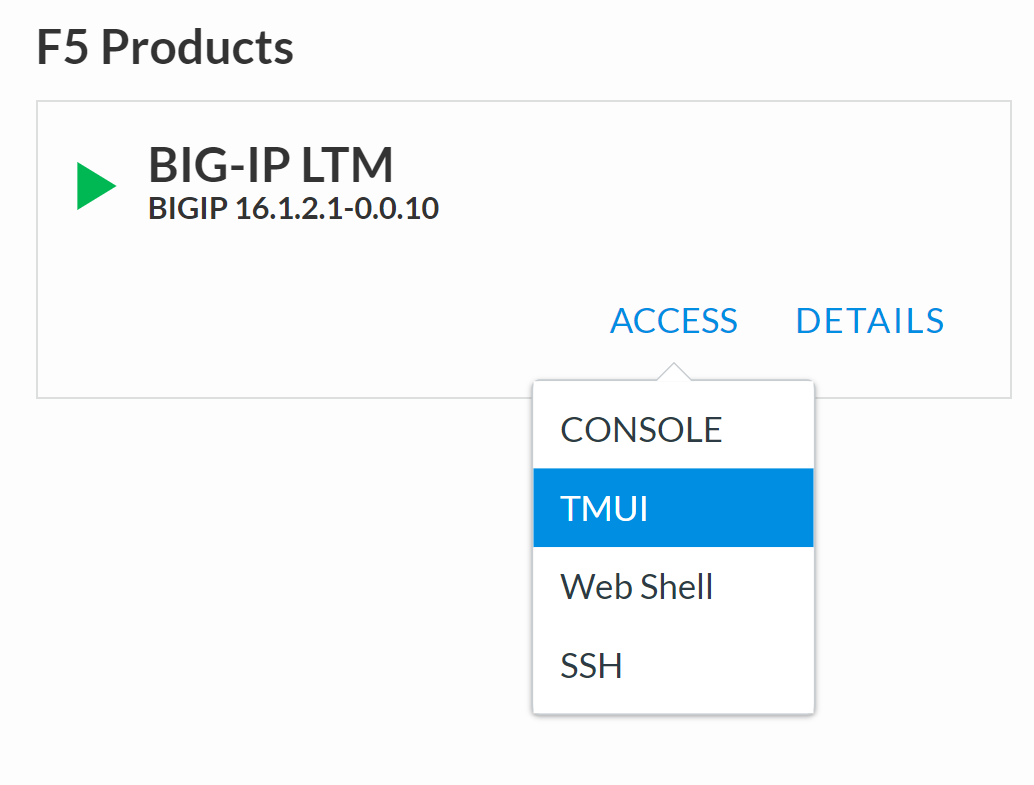 F5 Products
BIG-IP LTM
BIGIP 16.1.2.1-0.0.10
ACCESS DETAILS
CONSOLE
TMUI
Web Shell
SSH